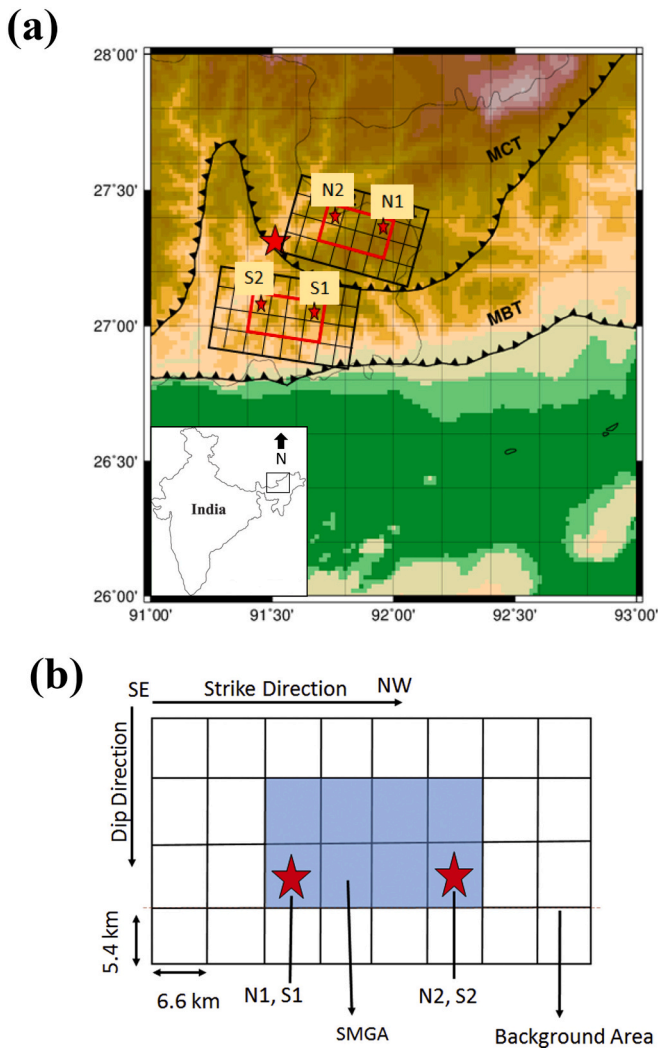 (a)
28°00'
27°30'
27°00'
26°30'
26°00'
MCT
N2
N1
S2
S1
MBT
N
India
91°00'
91°30'
92°00'
92°30'
93°00'
(b)
SE
Strike Direction
NW
Dip Direction
5.4 km
6.6 km
N1, S1
N2, S2
SMGA
Background Area